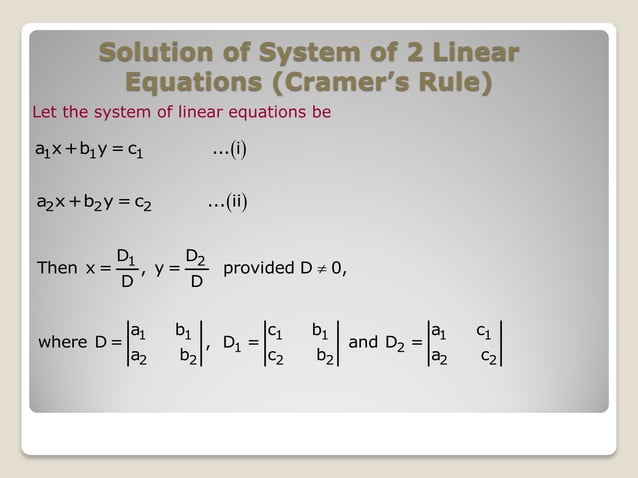 Solution of System of 2 Linear
Equations (Cramer’s Rule)
Let the system of linear equations be
a₁x+b₁y = c₁ ...(i)
a₂x+b₂y = c₂ ...(ii)
Then x = D₁/D, y = D₂/D provided D ≠ 0,
where D = |a₁ b₁; a₂ b₂|, D₁ = |c₁ b₁; c₂ b₂| and D₂ = |a₁ c₁; a₂ c₂|